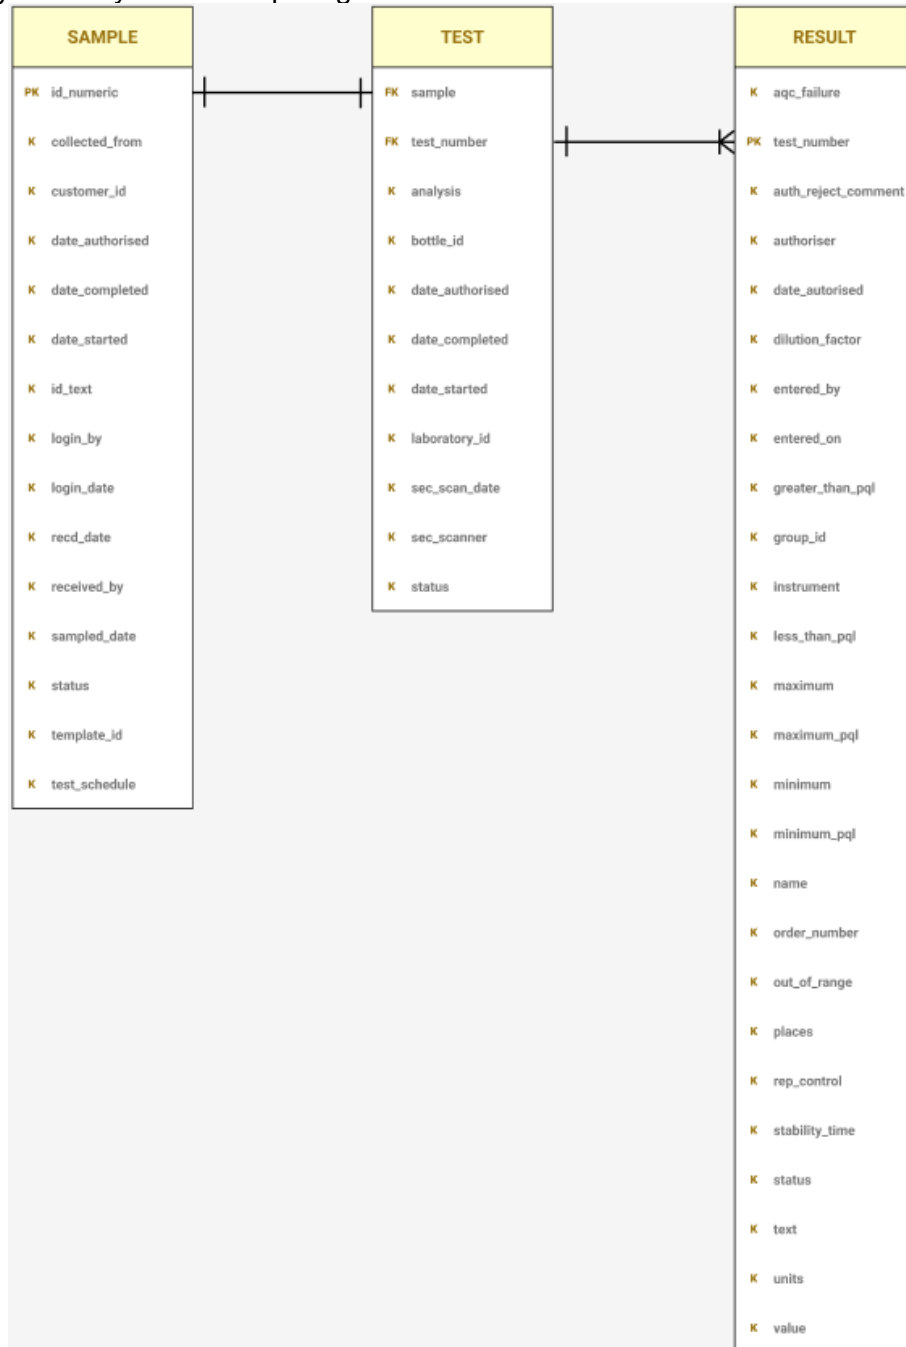 SAMPLE
PK id_numeric
K collected_from
K customer_id
K date_authorised
K date_completed
K date_started
K id_text
K login_by
K login_date
K recd_date
K received_by
K sampled_date
K status
K template_id
K test_schedule
TEST
FK sample
FK test_number
K analysis
K bottle_id
K date_authorised
K date_completed
K date_started
K laboratory_id
K sec_scan_date
K sec_scanner
K status
RESULT
K aqc_failure
PK test_number
K auth_reject_comment
K authoriser
K date_autorised
K dilution_factor
K entered_by
K entered_on
K greater_than_pql
K group_id
K instrument
K less_than_pql
K maximum
K maximum_pql
K minimum
K minimum_pql
K name
K order_number
K out_of_range
K places
K rep_control
K stability_time
K status
K text
K units
K value